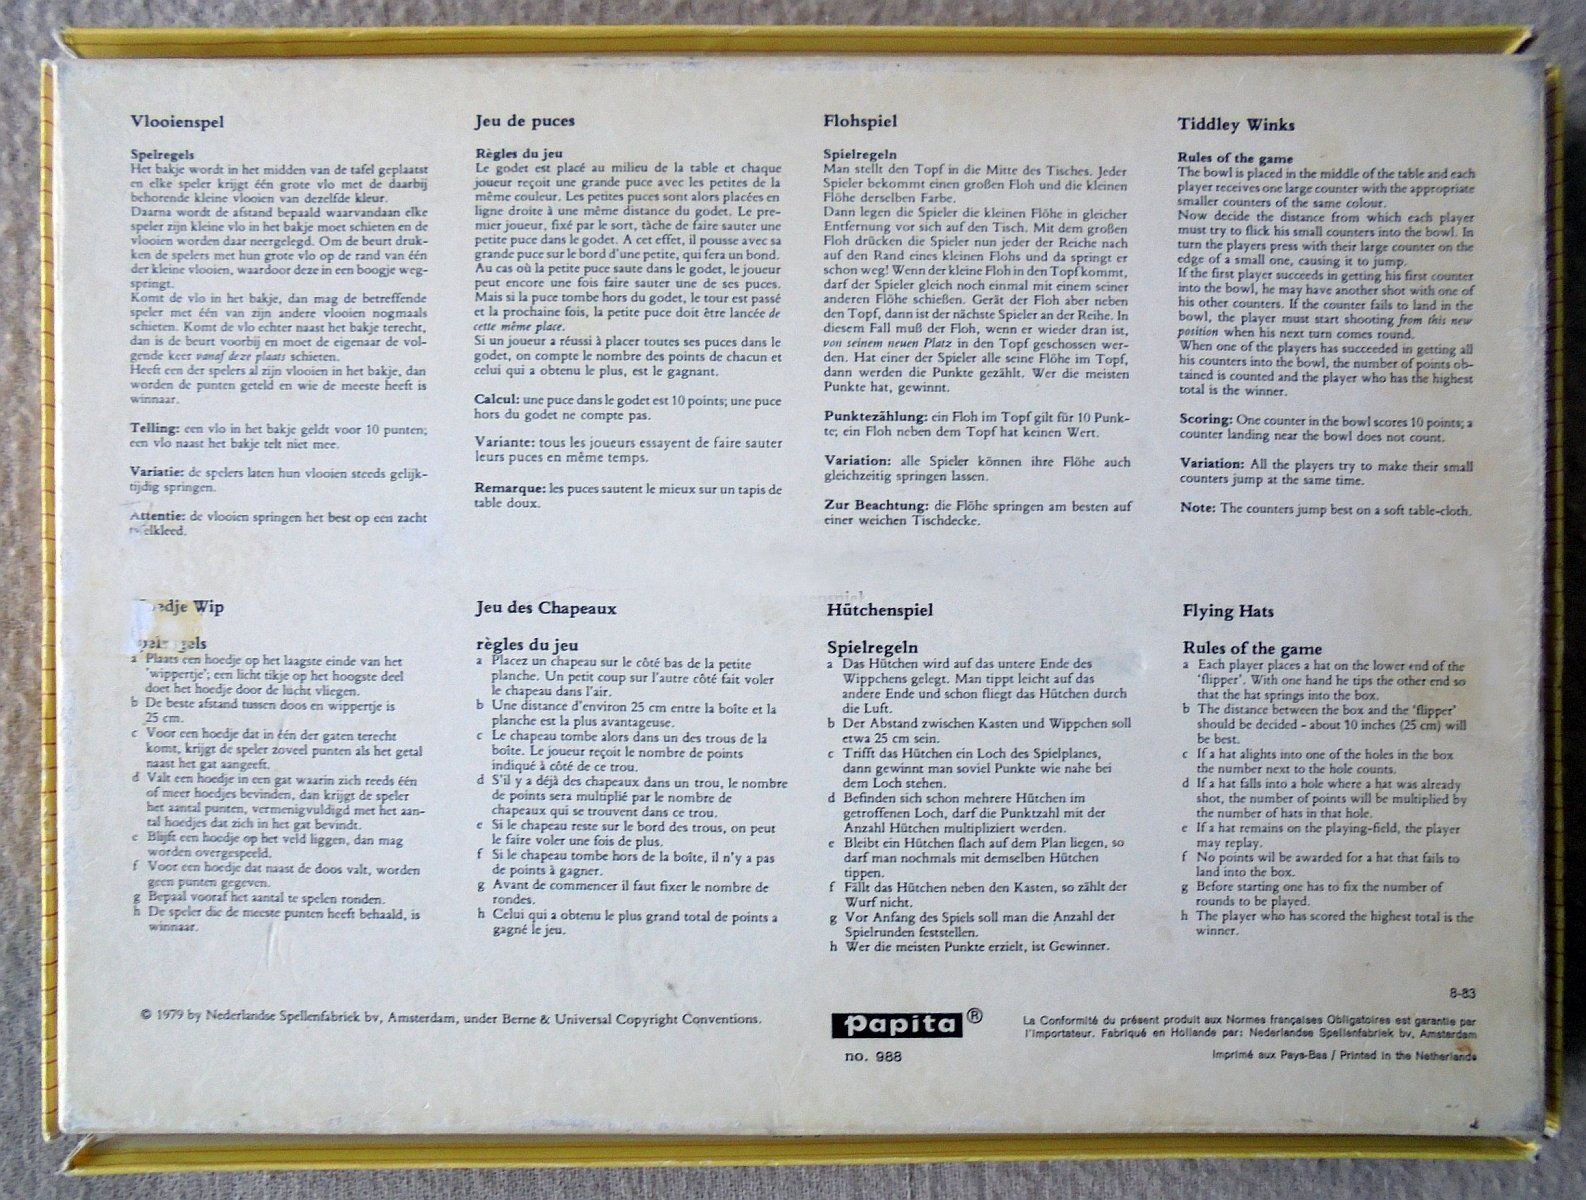 Vlooienspel
Spelregels
Het bakje wordt in het midden van de tafel geplaatst
en elke speler krijgt één grote vlo met de daarbij
behorende kleine vlooien van dezelfde kleur.
Daarna wordt de afstand bepaald waarvandaan elke
speler zijn kleine vlo in het bakje moet schieten en de
vlooien worden daar neergelegd. Om de beurt druk-
ken de spelers met hun grote vlo op de rand van één
der kleine vlooien, waardoor deze in een boogje weg-
springt.
Komt de vlo in het bakje, dan mag de betreffende
speler met één van zijn andere vlooien nogmaals
schieten. Komt de vlo echter naast het bakje terecht,
dan is de beurt voorbij en moet de eigenaar de vol-
gende keer vanaf deze plaats schieten.
Heeft een der spelers al zijn vlooien in het bakje, dan
worden de punten geteld en wie de meeste heeft is
winnaar.
Telling: een vlo in het bakje geldt voor 10 punten;
een vlo naast het bakje telt niet mee.
Variatie: de spelers laten hun vlooien steeds gelijk-
tijdig springen.
Attentie: de vlooien springen het best op een zacht
tafelkleed.
Jeu de puces
Règles du jeu
Le godet est placé au milieu de la table et chaque
joueur reçoit une grande puce avec les petites de la
même couleur. Les petites puces sont alors placées en
ligne droite à une même distance du godet. Le pre-
mier joueur, fixé par le sort, tâche de faire sauter une
petite puce dans le godet. A cet effet, il pousse avec sa
grande puce sur le bord d'une petite, qui fera un bond.
Au cas où la petite puce saute dans le godet, le joueur
peut encore une fois faire sauter une de ses puces.
Mais si la puce tombe hors du godet, le tour est passé
et la prochaine fois, la petite puce doit être lancée de
cette même place.
Si un joueur a réussi à placer toutes ses puces dans le
godet, on compte le nombre des points de chacun et
celui qui a obtenu le plus, est le gagnant.
Calcul: une puce dans le godet est 10 points; une puce
hors du godet ne compte pas.
Variante: tous les joueurs essayent de faire sauter
leurs puces en même temps.
Remarque: les puces sautent le mieux sur un tapis de
table doux.
Flohspiel
Spielregeln
Man stellt den Topf in die Mitte des Tisches. Jeder
Spieler bekommt einen großen Floh und die kleinen
Flöhe derselben Farbe.
Dann legen die Spieler die kleinen Flöhe in gleicher
Entfernung vor sich auf den Tisch. Mit dem großen
Floh drücken die Spieler nun jeder der Reiche nach
auf den Rand eines kleinen Flohs und da springt er
schon weg! Wenn der kleine Floh in den Topf kommt,
darf der Spieler gleich noch einmal mit einem seiner
anderen Flöhe schießen. Gerät der Floh aber neben
den Topf, dann ist der nächste Spieler an der Reihe. In
diesem Fall muß der Floh, wenn er wieder dran ist,
von seinem neuen Platz in den Topf geschossen wer-
den. Hat einer der Spieler alle seine Flöhe im Topf,
dann werden die Punkte gezählt. Wer die meisten
Punkte hat, gewinnt.
Punktezählung: ein Floh im Topf gilt für 10 Punk-
te; ein Floh neben dem Topf hat keinen Wert.
Variation: alle Spieler können ihre Flöhe auch
gleichzeitig springen lassen.
Zur Beachtung: die Flöhe springen am besten auf
einer weichen Tischdecke.
Tiddley Winks
Rules of the game
The bowl is placed in the middle of the table and each
player receives one large counter with the appropriate
smaller counters of the same colour.
Now decide the distance from which each player
must try to flick his small counters into the bowl. In
turn the players press with their large counter on the
edge of a small one, causing it to jump.
If the first player succeeds in getting his first counter
into the bowl, he may have another shot with one of
his other counters. If the counter fails to land in the
bowl, the player must start shooting from this new
position when his next turn comes round.
When one of the players has succeeded in getting all
his counters into the bowl, the number of points ob-
tained is counted and the player who has the highest
total is the winner.
Scoring: One counter in the bowl scores 10 points; a
counter landing near the bowl does not count.
Variation: All the players try to make their small
counters jump at the same time.
Note: The counters jump best on a soft table-cloth.
Wip
a Plaats een hoedje op het laagste einde van het
'wippertje'; een licht tikje op het hoogste deel
doet het hoedje door de lucht vliegen.
b De beste afstand tussen doos en wippertje is
25 cm.
c Voor een hoedje dat in één der gaten terecht
komt, krijgt de speler zoveel punten als het getal
naast het gat aangeeft.
d Valt een hoedje in een gat waarin zich reeds één
of meer hoedjes bevinden, dan krijgt de speler
het aantal punten, vermenigvuldigd met het aan-
tal hoedjes dat zich in het gat bevindt.
e Blijft een hoedje op het veld liggen, dan mag
worden overgespeeld.
f Voor een hoedje dat naast de doos valt, worden
geen punten gegeven.
g Bepaal vooraf het aantal te spelen ronden.
h De speler die de meeste punten heeft behaald, is
winnaar.
Jeu des Chapeaux
règles du jeu
a Placez un chapeau sur le côté bas de la petite
planche. Un petit coup sur l'autre côté fait voler
le chapeau dans l'air.
b Une distance d'environ 25 cm entre la boîte et la
planche est la plus avantageuse.
c Le chapeau tombe alors dans un des trous de la
boîte. Le joueur reçoit le nombre de points
indiqué à côté de ce trou.
d S'il y a déjà des chapeaux dans un trou, le nombre
de points sera multiplié par le nombre de
chapeaux qui se trouvent dans ce trou.
e Si le chapeau reste sur le bord des trous, on peut
le faire voler une fois de plus.
f Si le chapeau tombe hors de la boîte, il n'y a pas
de points à gagner.
g Avant de commencer il faut fixer le nombre de
rondes.
h Celui qui a obtenu le plus grand total de points a
gagné le jeu.
Hütchenspiel
Spielregeln
a Das Hütchen wird auf das untere Ende des
Wippchens gelegt. Man tippt leicht auf das
andere Ende und schon fliegt das Hütchen durch
die Luft.
b Der Abstand zwischen Kasten und Wippchen soll
etwa 25 cm sein.
c Trifft das Hütchen ein Loch des Spielplanes,
dann gewinnt man soviel Punkte wie nahe bei
dem Loch stehen.
d Befinden sich schon mehrere Hütchen im
getroffenen Loch, darf die Punktzahl mit der
Anzahl Hütchen multipliziert werden.
e Bleibt ein Hütchen flach auf dem Plan liegen, so
darf man nochmals mit demselben Hütchen
tippen.
f Fällt das Hütchen neben den Kasten, so zählt der
Wurf nicht.
g Vor Anfang des Spiels soll man die Anzahl der
Spielrunden feststellen.
h Wer die meisten Punkte erzielt, ist Gewinner.
Flying Hats
Rules of the game
a Each player places a hat on the lower end of the
'flipper'. With one hand he tips the other end so
that the hat springs into the box.
b The distance between the box and the 'flipper'
should be decided - about 10 inches (25 cm) will
be best.
c If a hat alights into one of the holes in the box
the number next to the hole counts.
d If a hat falls into a hole where a hat was already
shot, the number of points will be multiplied by
the number of hats in that hole.
e If a hat remains on the playing-field, the player
may replay.
f No points wil be awarded for a hat that fails to
land into the box.
g Before starting one has to fix the number of
rounds to be played.
h The player who has scored the highest total is the
winner.
8-83
© 1979 by Nederlandse Spellenfabriek bv, Amsterdam, under Berne & Universal Copyright Conventions.
Papita ®
no. 988
La Conformité du présent produit aux Normes françaises Obligatoires est garantie par
l'importateur. Fabriqué en Hollande par: Nederlandse Spellenfabriek bv, Amsterdam
Imprimé aux Pays-Bas / Printed in the Netherlands